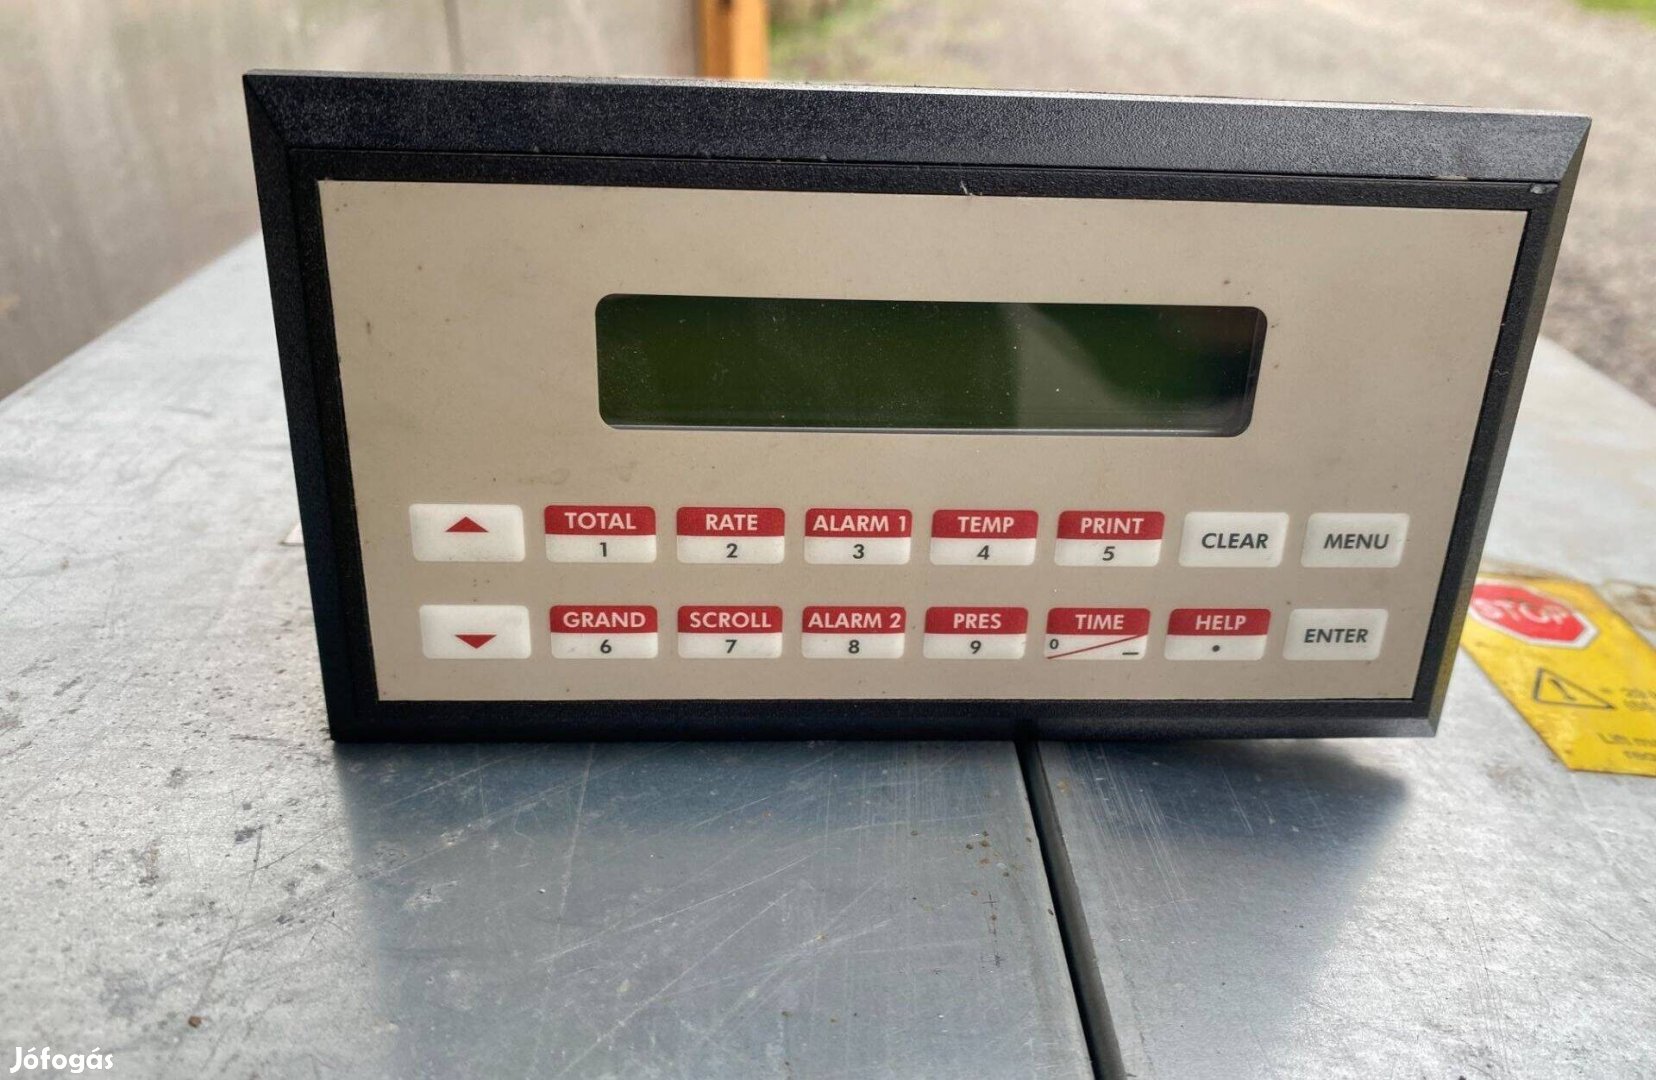 TOTAL RATE ALARM 1 TEMP PRINT
1 2 3 4 5 CLEAR MENU
GRAND SCROLL ALARM 2 PRES TIME HELP
6 7 8 9 0 – • ENTER
STOP
Jófogás